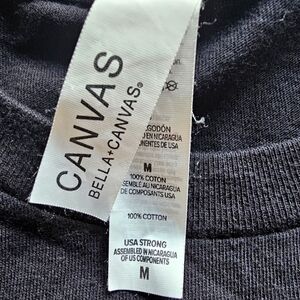 CANVAS
BELLA+CANVAS®
GODÓN
O EN NICARAGUA
NENTES DE USA
M
100% COTON
SEMBLÉ AU NICARAGUA
DE COMPOSANTS USA
100% COTTON
USA STRONG
ASSEMBLED IN NICARAGUA
OF US COMPONENTS
M